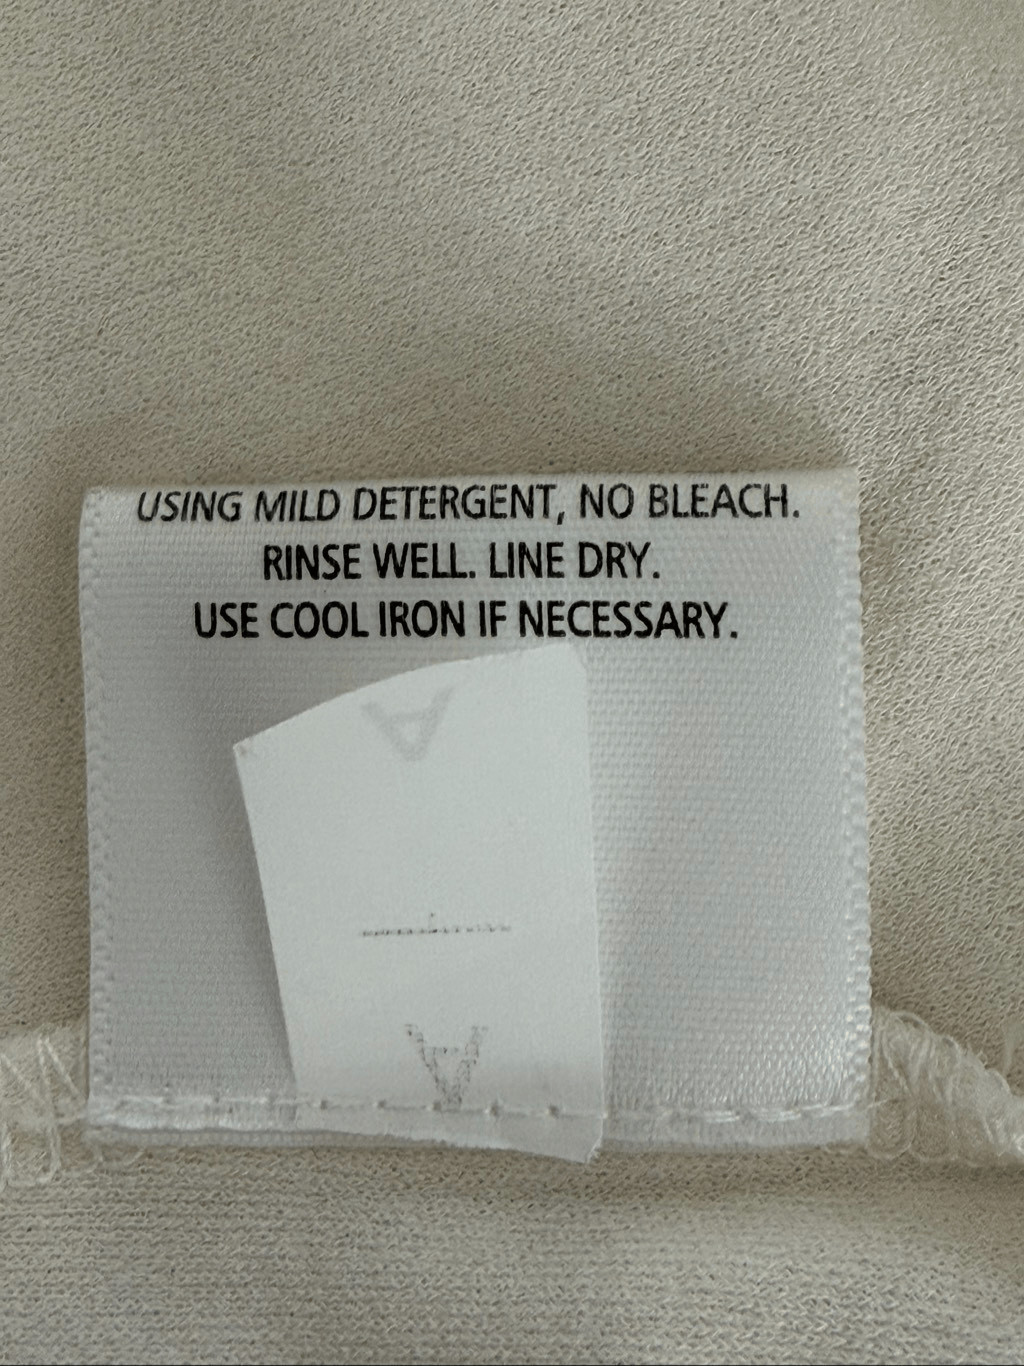 USING MILD DETERGENT, NO BLEACH.
RINSE WELL. LINE DRY.
USE COOL IRON IF NECESSARY.
A
A